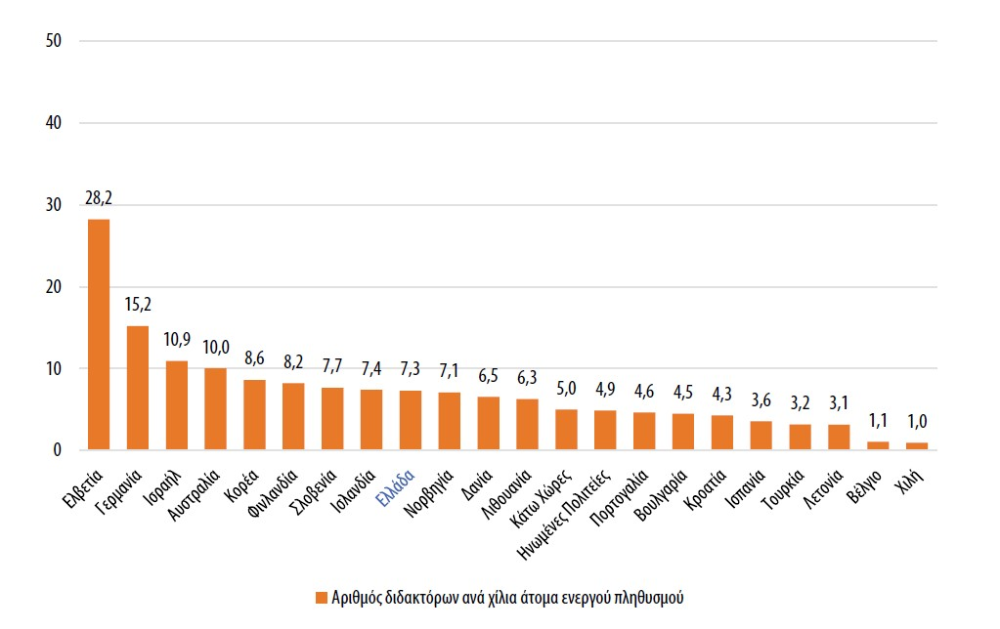 50
40
30
20
10
0
28,2
15,2
10,9
10,0
8,6
8,2
7,7
7,4
7,3
7,1
6,5
6,3
5,0
4,9
4,6
4,5
4,3
3,6
3,2
3,1
1,1
1,0
Ελβετία
Γερμανία
Ισραήλ
Αυστραλία
Κορέα
Φινλανδία
Σλοβενία
Ισλανδία
Ελλάδα
Νορβηγία
Δανία
Λιθουανία
Κάτω Χώρες
Ηνωμένες Πολιτείες
Πορτογαλία
Βουλγαρία
Κροατία
Ισπανία
Τουρκία
Λετονία
Βέλγιο
Χιλή
Αριθμός διδακτόρων ανά χίλια άτομα ενεργού πληθυσμού